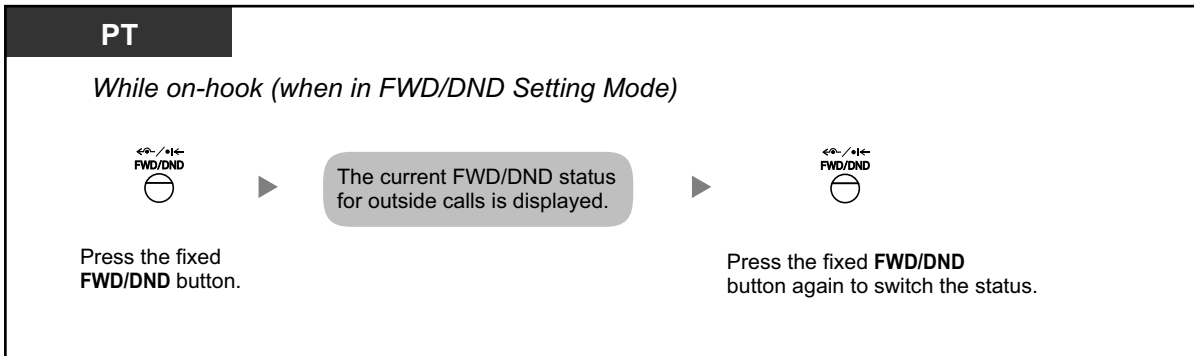 PT
While on-hook (when in FWD/DND Setting Mode)
FWD/DND
The current FWD/DND status
for outside calls is displayed.
FWD/DND
Press the fixed
FWD/DND button.
Press the fixed FWD/DND
button again to switch the status.